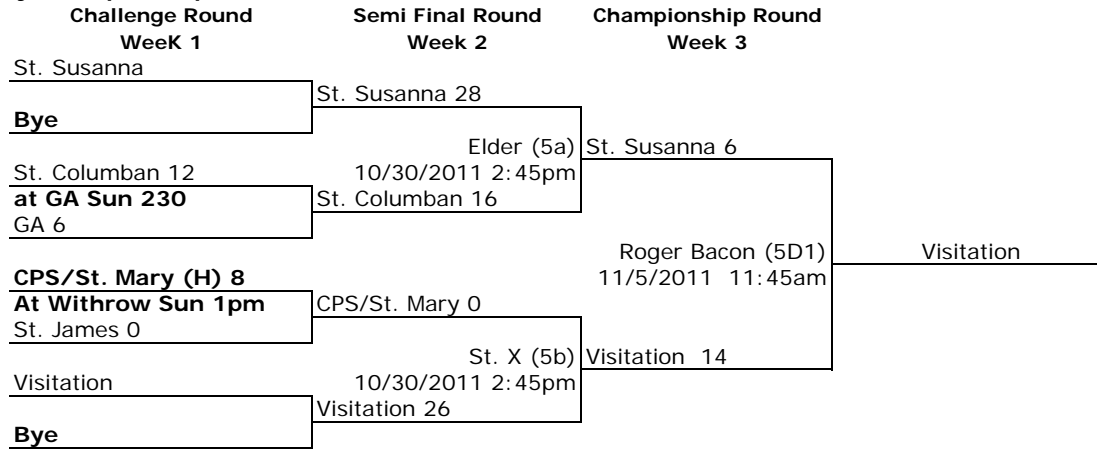 Challenge Round
WeeK 1
Semi Final Round
Week 2
Championship Round
Week 3
St. Susanna
St. Susanna 28
Bye
Elder (5a)
St. Susanna 6
St. Columban 12
10/30/2011 2:45pm
at GA Sun 230
St. Columban 16
GA 6
Roger Bacon (5D1)
Visitation
CPS/St. Mary (H) 8
11/5/2011 11:45am
At Withrow Sun 1pm
CPS/St. Mary 0
St. James 0
St. X (5b)
Visitation 14
Visitation
10/30/2011 2:45pm
Visitation 26
Bye